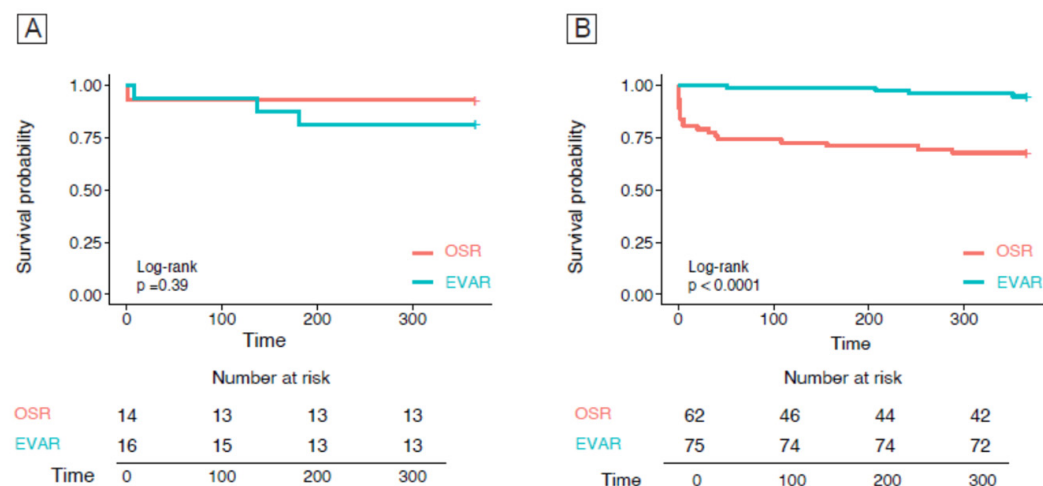 A
Survival probability
1.00
0.75
0.50
0.25
0.00
Log-rank
p =0.39
OSR
EVAR
0 100 200 300
Time
Number at risk
OSR 14 13 13 13
EVAR 16 15 13 13
Time 0 100 200 300
B
Survival probability
1.00
0.75
0.50
0.25
0.00
Log-rank
p < 0.0001
OSR
EVAR
0 100 200 300
Time
Number at risk
OSR 62 46 44 42
EVAR 75 74 74 72
Time 0 100 200 300